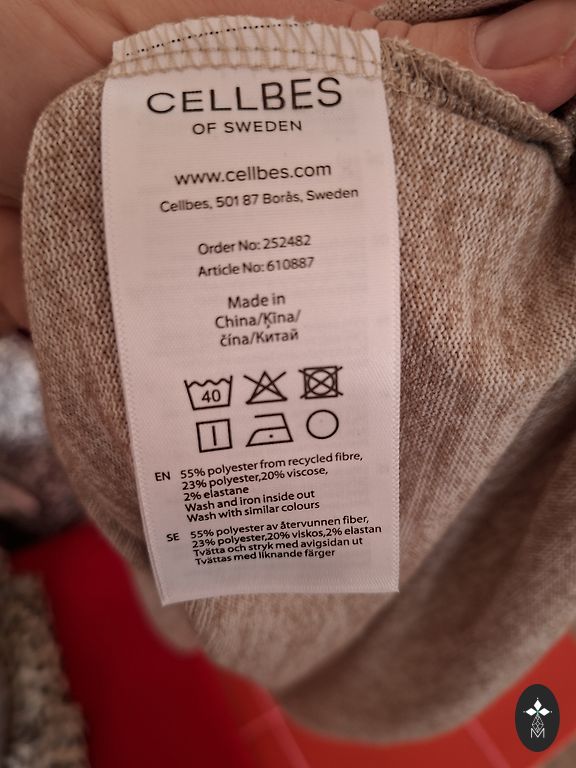 CELLBES
OF SWEDEN
www.cellbes.com
Cellbes, 501 87 Borås, Sweden
Order No: 252482
Article No: 610887
Made in
China/Ķīna/
čína/Китай
40
EN 55% polyester from recycled fibre,
23% polyester,20% viscose,
2% elastane
Wash and iron inside out
Wash with similar colours
SE 55% polyester av återvunnen fiber,
23% polyester,20% viskos,2% elastan
Tvätta och stryk med avigsidan ut
Tvättas med liknande färger